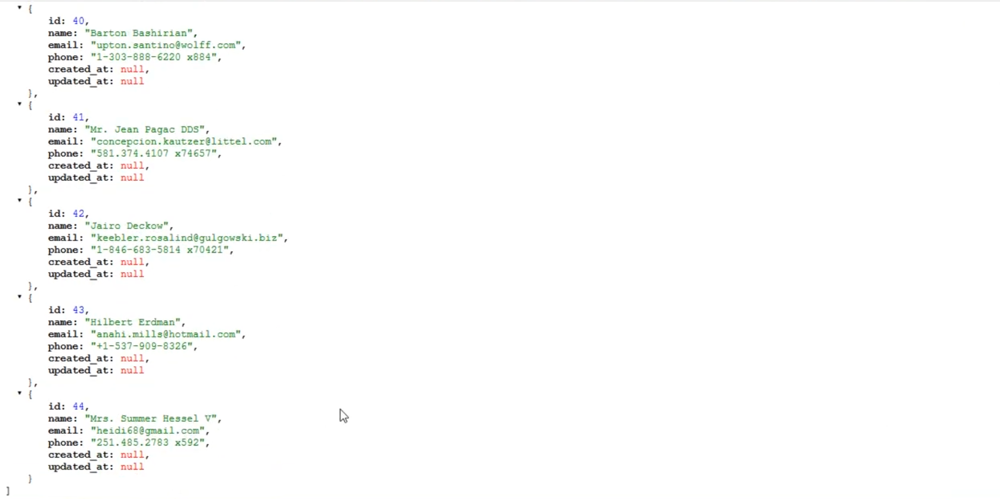 {
id: 40,
name: "Barton Bashirian",
email: "upton.santino@wolff.com",
phone: "1-303-888-6220 x884",
created_at: null,
updated_at: null
},
{
id: 41,
name: "Mr. Jean Pagac DDS",
email: "concepcion.kautzer@littel.com",
phone: "581.374.4107 x74657",
created_at: null,
updated_at: null
},
{
id: 42,
name: "Jairo Deckow",
email: "keebler.rosalind@gulgowski.biz",
phone: "1-846-683-5814 x70421",
created_at: null,
updated_at: null
},
{
id: 43,
name: "Hilbert Erdman",
email: "anahi.mills@hotmail.com",
phone: "+1-537-909-8326",
created_at: null,
updated_at: null
},
{
id: 44,
name: "Mrs. Summer Hessel V",
email: "heidi68@gmail.com",
phone: "251.485.2783 x592",
created_at: null,
updated_at: null
}
]